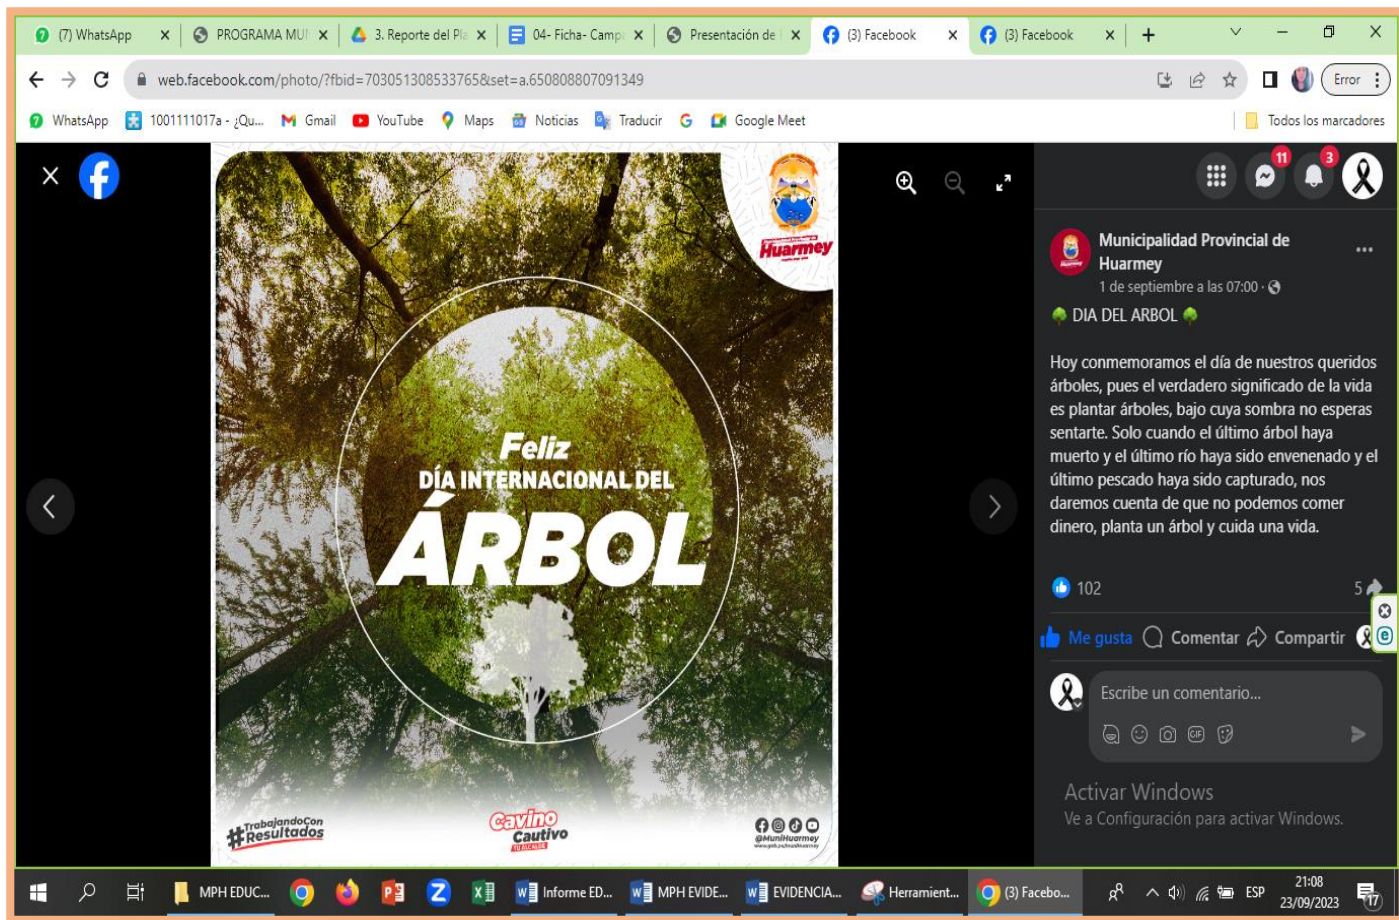 (7) WhatsApp
PROGRAMA MUN
3. Reporte del Pla
04- Ficha- Campa
Presentación de
(3) Facebook
(3) Facebook
web.facebook.com/photo/?fbid=703051308533765&set=a.650808807091349
Error
WhatsApp
1001111017a - ¿Qu...
Gmail
YouTube
Maps
Noticias
Traducir
Google Meet
Todos los marcadores
Huarmey
Feliz
DÍA INTERNACIONAL DEL
ÁRBOL
#TrabajandoCon
Resultados
Cavino
Cautivo
TU ALCALDE
@MuniHuarmey
11
3
Municipalidad Provincial de
Huarmey
1 de septiembre a las 07:00 ·
DIA DEL ARBOL
Hoy conmemoramos el día de nuestros queridos
árboles, pues el verdadero significado de la vida
es plantar árboles, bajo cuya sombra no esperas
sentarte. Solo cuando el último árbol haya
muerto y el último río haya sido envenenado y el
último pescado haya sido capturado, nos
daremos cuenta de que no podemos comer
dinero, planta un árbol y cuida una vida.
102
5
Me gusta
Comentar
Compartir
Escribe un comentario...
GIF
Activar Windows
Ve a Configuración para activar Windows.
MPH EDUC...
Informe ED...
MPH EVIDE...
EVIDENCIA...
Herramient...
(3) Facebo...
ESP
21:08
23/09/2023
17